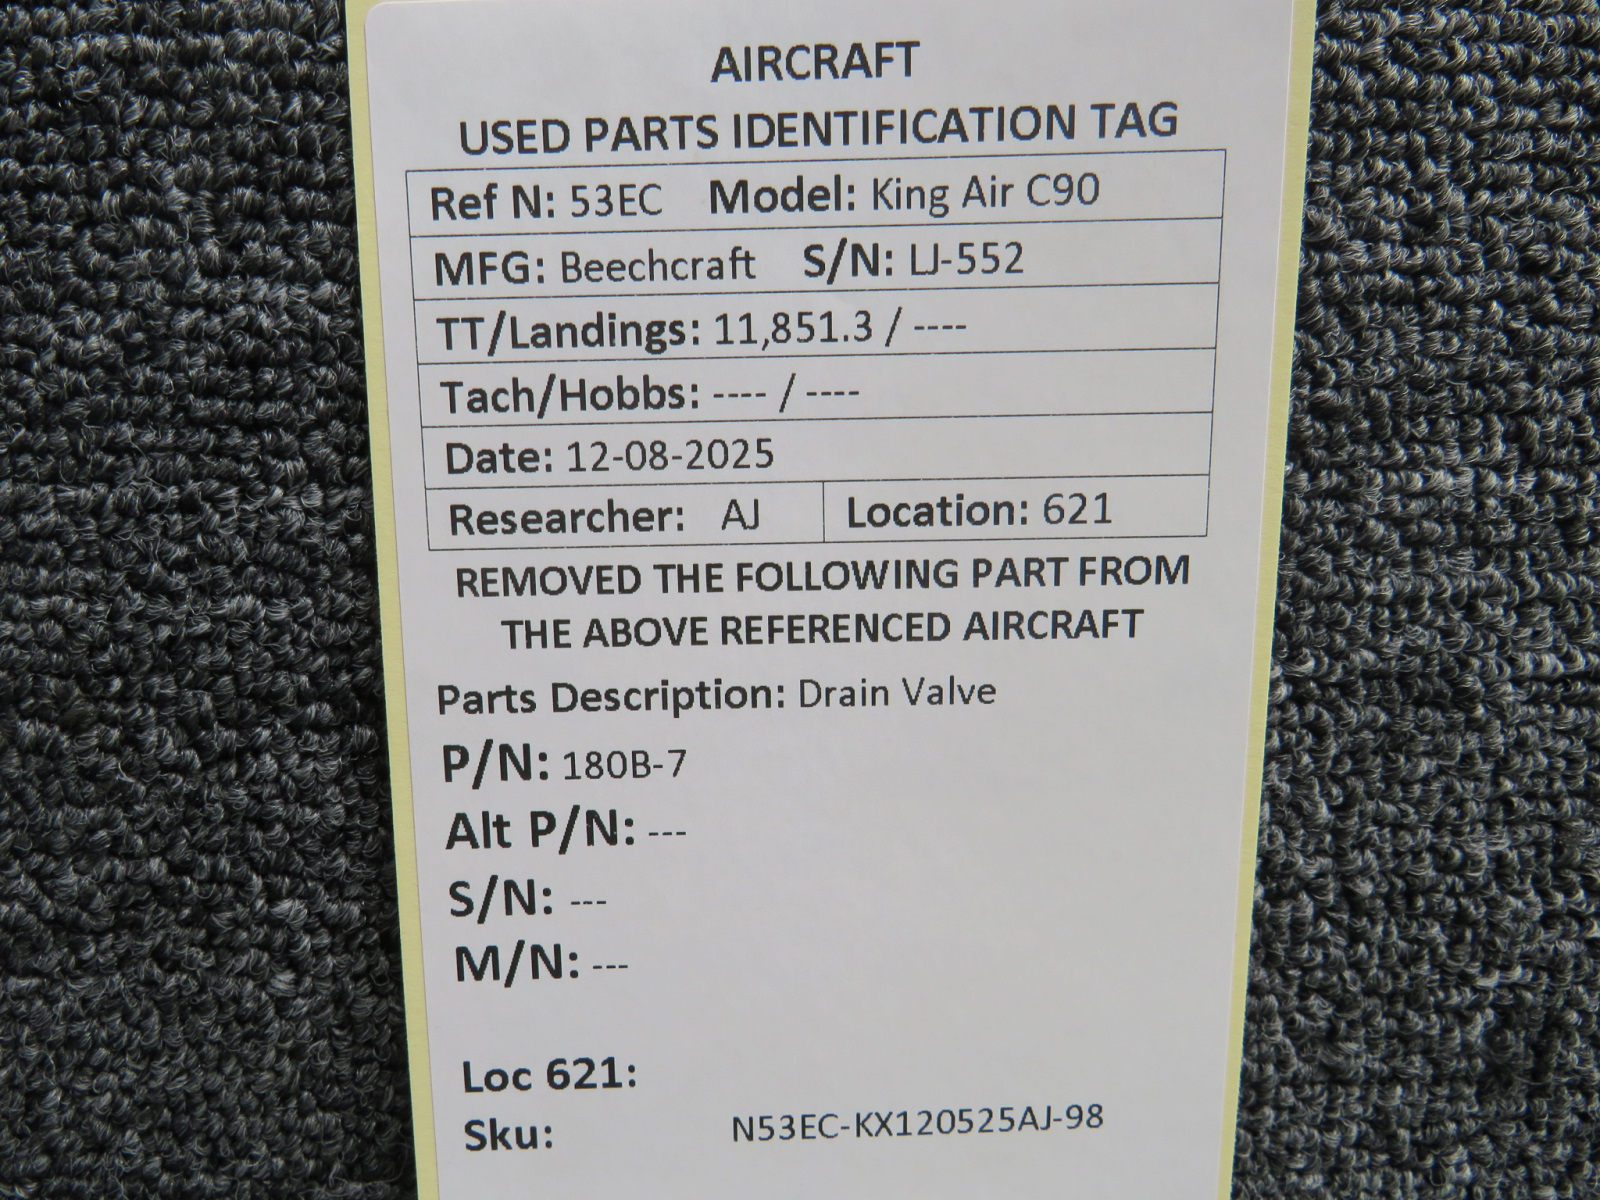 AIRCRAFT
USED PARTS IDENTIFICATION TAG
Ref N: 53EC Model: King Air C90
MFG: Beechcraft S/N: LJ-552
TT/Landings: 11,851.3 / ----
Tach/Hobbs: ---- / ----
Date: 12-08-2025
Researcher: AJ Location: 621
REMOVED THE FOLLOWING PART FROM
THE ABOVE REFERENCED AIRCRAFT
Parts Description: Drain Valve
P/N: 180B-7
Alt P/N: ---
S/N: ---
M/N: ---
Loc 621:
Sku: N53EC-KX120525AJ-98